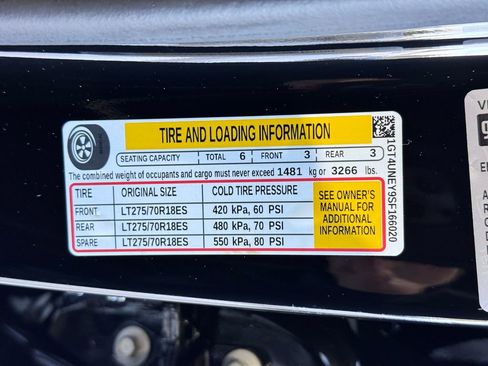 TIRE AND LOADING INFORMATION
SEATING CAPACITY TOTAL 6 FRONT 3 REAR 3
The combined weight of occupants and cargo must never exceed 1481 kg or 3266 lbs.
TIRE ORIGINAL SIZE COLD TIRE PRESSURE
FRONT LT275/70R18ES 420 kPa, 60 PSI
REAR LT275/70R18ES 480 kPa, 70 PSI
SPARE LT275/70R18ES 550 kPa, 80 PSI
SEE OWNER'S
MANUAL FOR
ADDITIONAL
INFORMATION
1GT4UNEY9SF166020